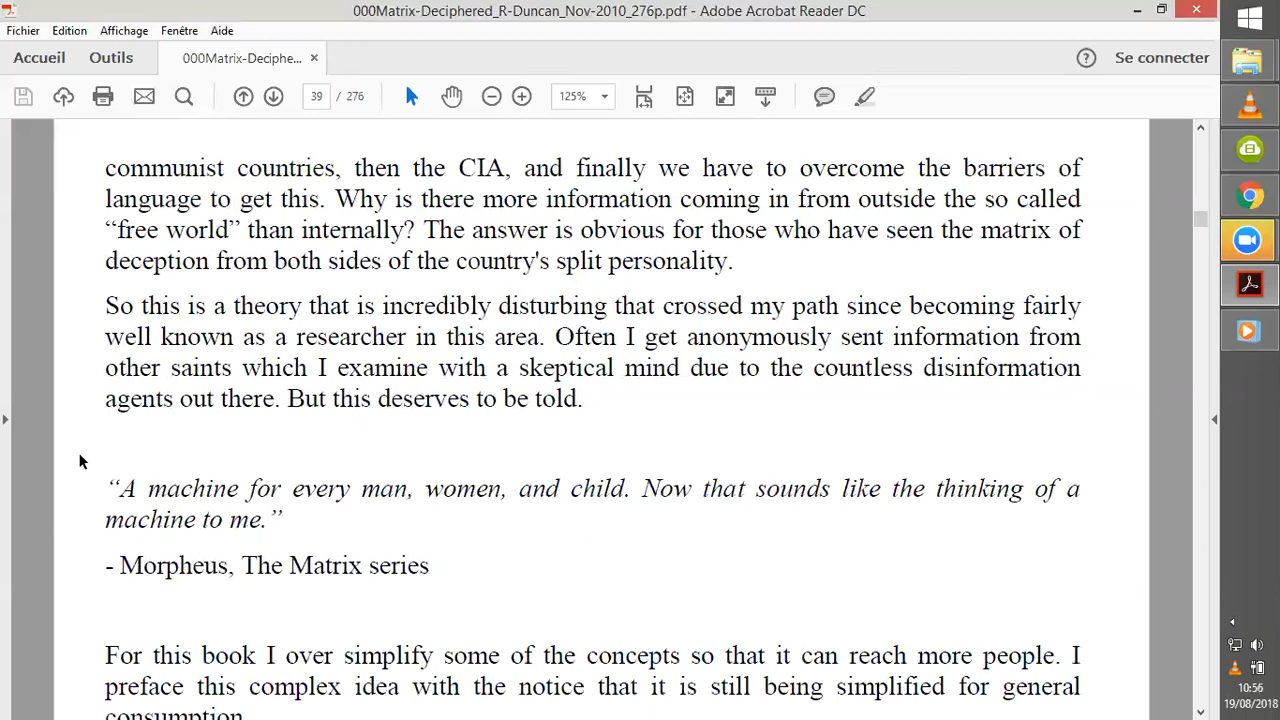 000Matrix-Deciphered_R-Duncan_Nov-2010_276p.pdf - Adobe Acrobat Reader DC
Fichier Edition Affichage Fenêtre Aide
Accueil Outils 000Matrix-Deciphe... × ? Se connecter
39 / 276 125%
communist countries, then the CIA, and finally we have to overcome the barriers of
language to get this. Why is there more information coming in from outside the so called
“free world” than internally? The answer is obvious for those who have seen the matrix of
deception from both sides of the country's split personality.
So this is a theory that is incredibly disturbing that crossed my path since becoming fairly
well known as a researcher in this area. Often I get anonymously sent information from
other saints which I examine with a skeptical mind due to the countless disinformation
agents out there. But this deserves to be told.
“A machine for every man, women, and child. Now that sounds like the thinking of a
machine to me.”
- Morpheus, The Matrix series
For this book I over simplify some of the concepts so that it can reach more people. I
preface this complex idea with the notice that it is still being simplified for general
consumption.
10:56
19/08/2018